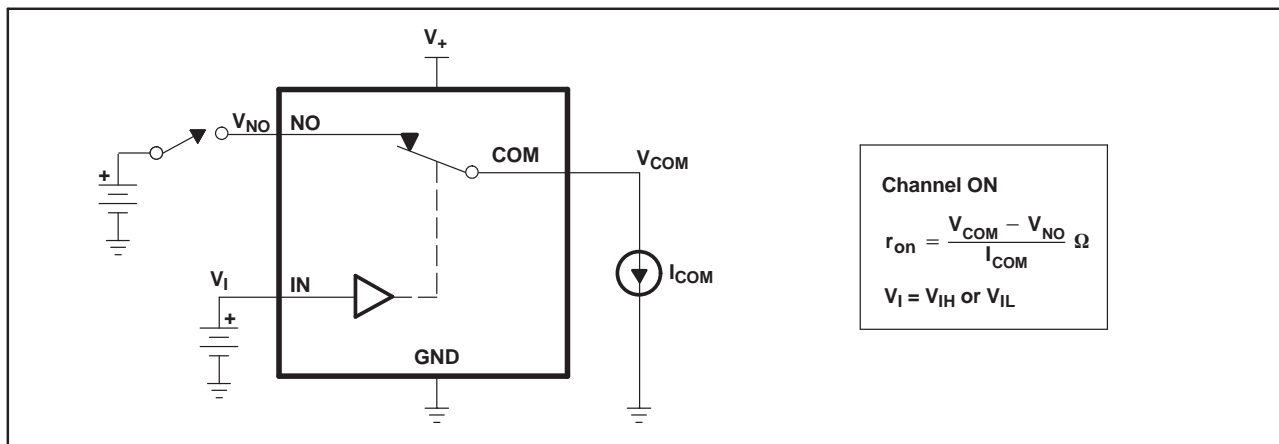 V+
VNO NO
COM
VCOM
+
ICOM
VI IN
+
GND
Channel ON
ron = VCOM − VNO / ICOM Ω
VI = VIH or VIL